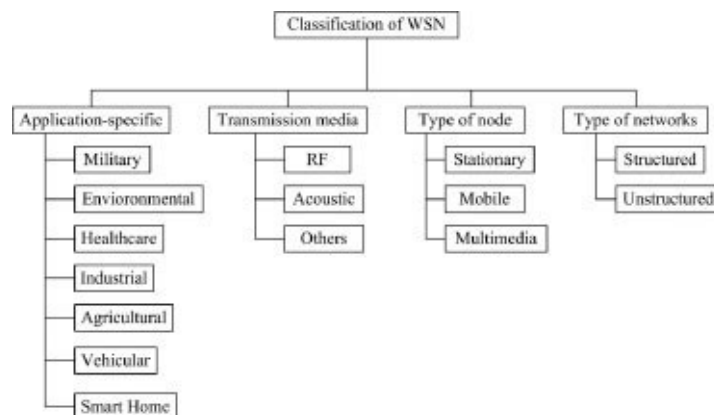 Classification of WSN
Application-specific
Military
Envioronmental
Healthcare
Industrial
Agricultural
Vehicular
Smart Home
Transmission media
RF
Acoustic
Others
Type of node
Stationary
Mobile
Multimedia
Type of networks
Structured
Unstructured